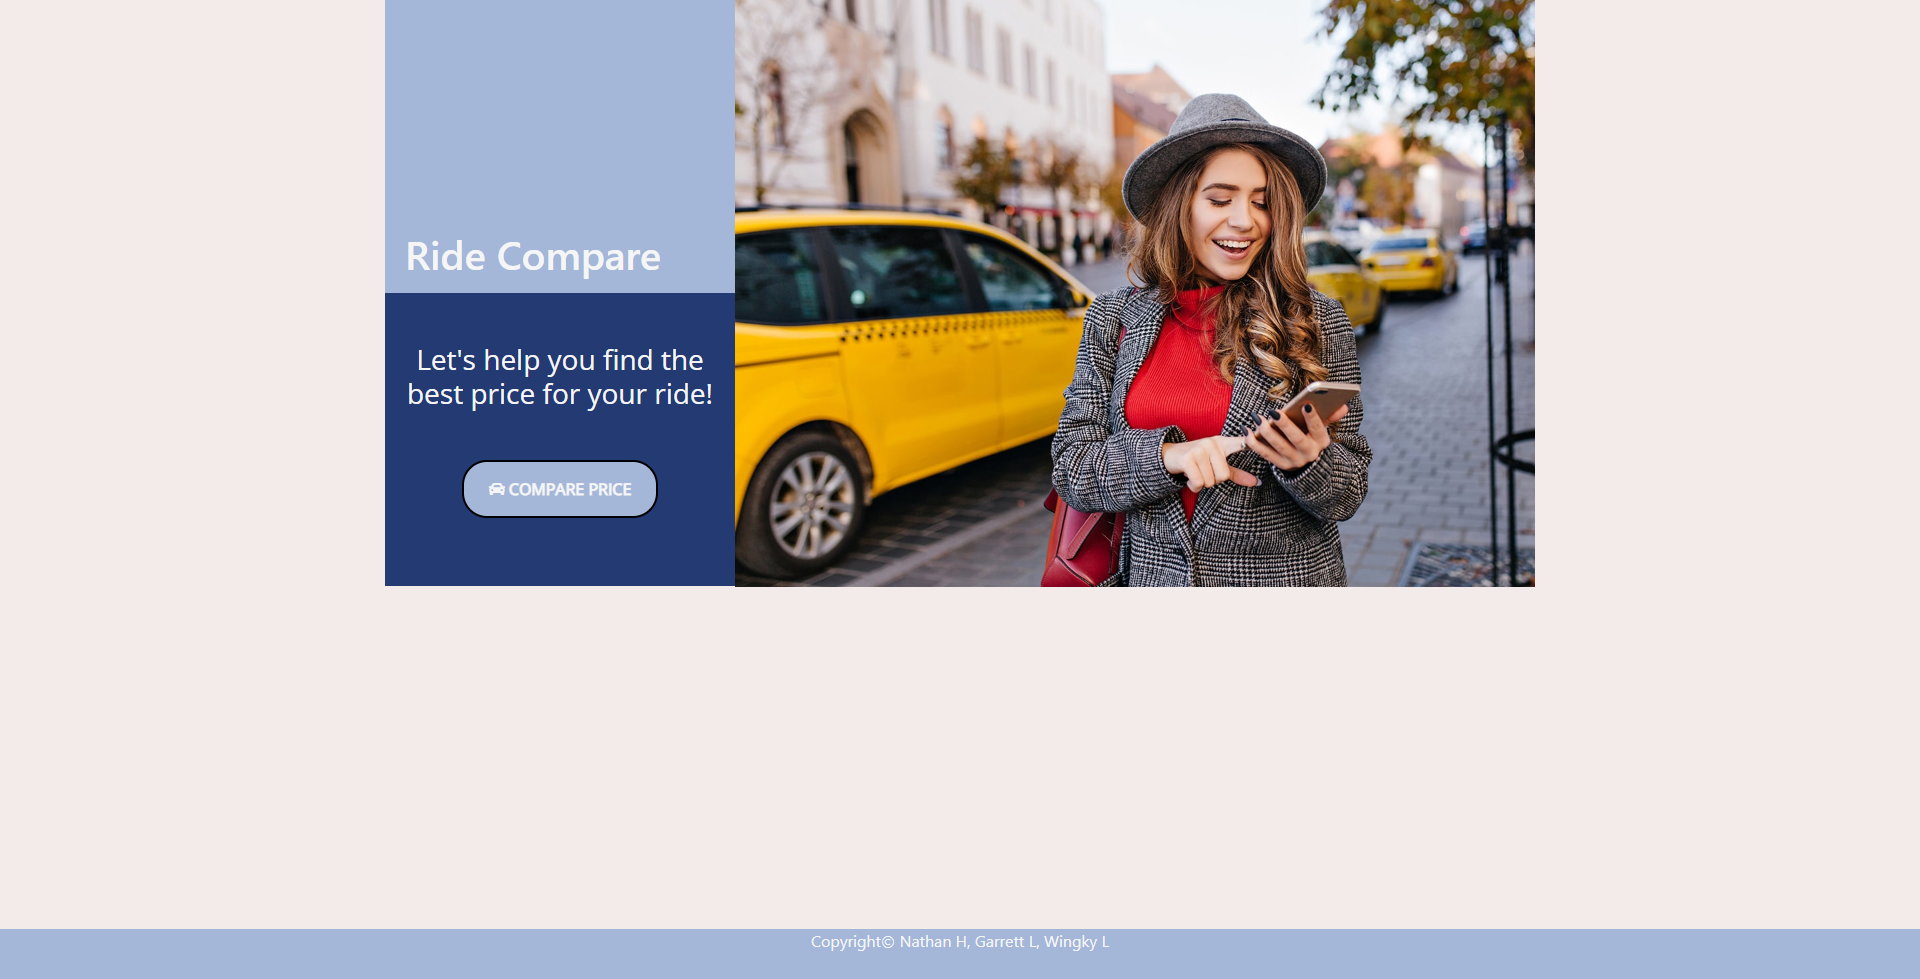 Ride Compare
Let's help you find the
best price for your ride!
COMPARE PRICE
Copyright© Nathan H, Garrett L, Wingky L